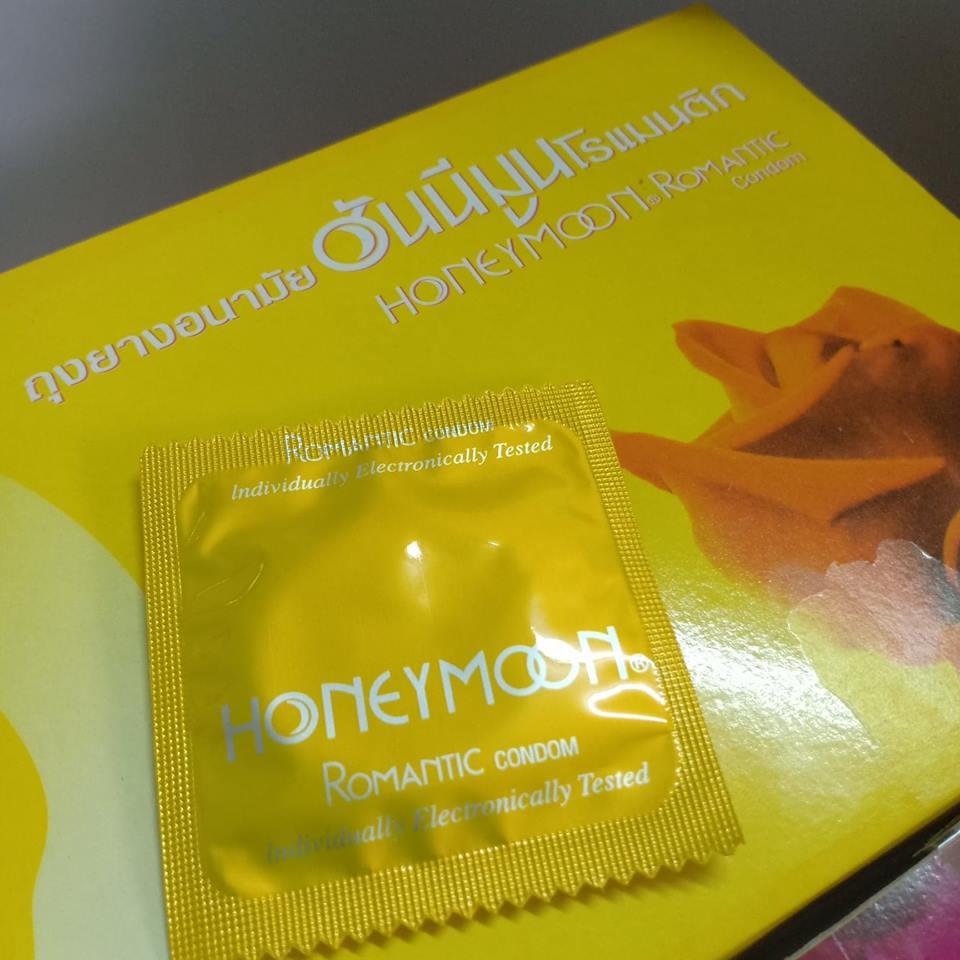 ถุงยางอนามัย ฮันนีมูนโรแมนติก
HONEYMOON® ROMANTIC
Condom
ROMANTIC CONDOM
Individually Electronically Tested
HONEYMOON®
ROMANTIC CONDOM
Individually Electronically Tested